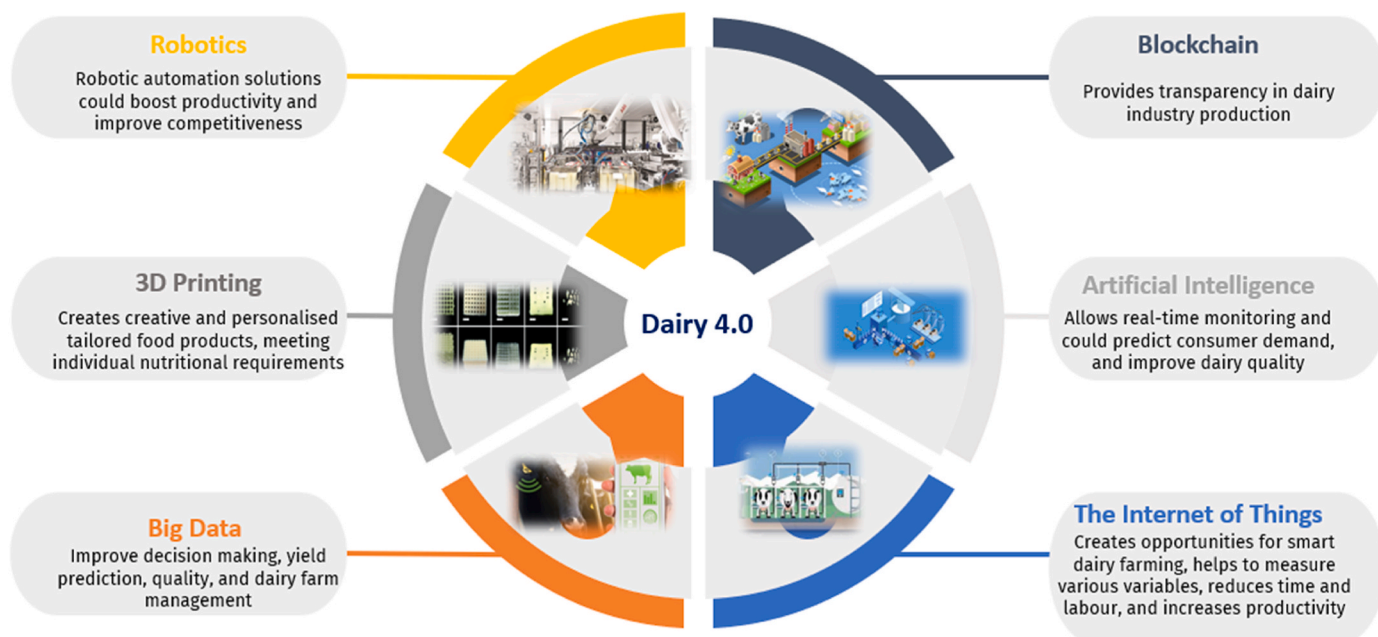 Robotics
Robotic automation solutions
could boost productivity and
improve competitiveness
Blockchain
Provides transparency in dairy
industry production
3D Printing
Creates creative and personalised
tailored food products, meeting
individual nutritional requirements
Dairy 4.0
Artificial Intelligence
Allows real-time monitoring and
could predict consumer demand,
and improve dairy quality
Big Data
Improve decision making, yield
prediction, quality, and dairy farm
management
The Internet of Things
Creates opportunities for smart
dairy farming, helps to measure
various variables, reduces time and
labour, and increases productivity